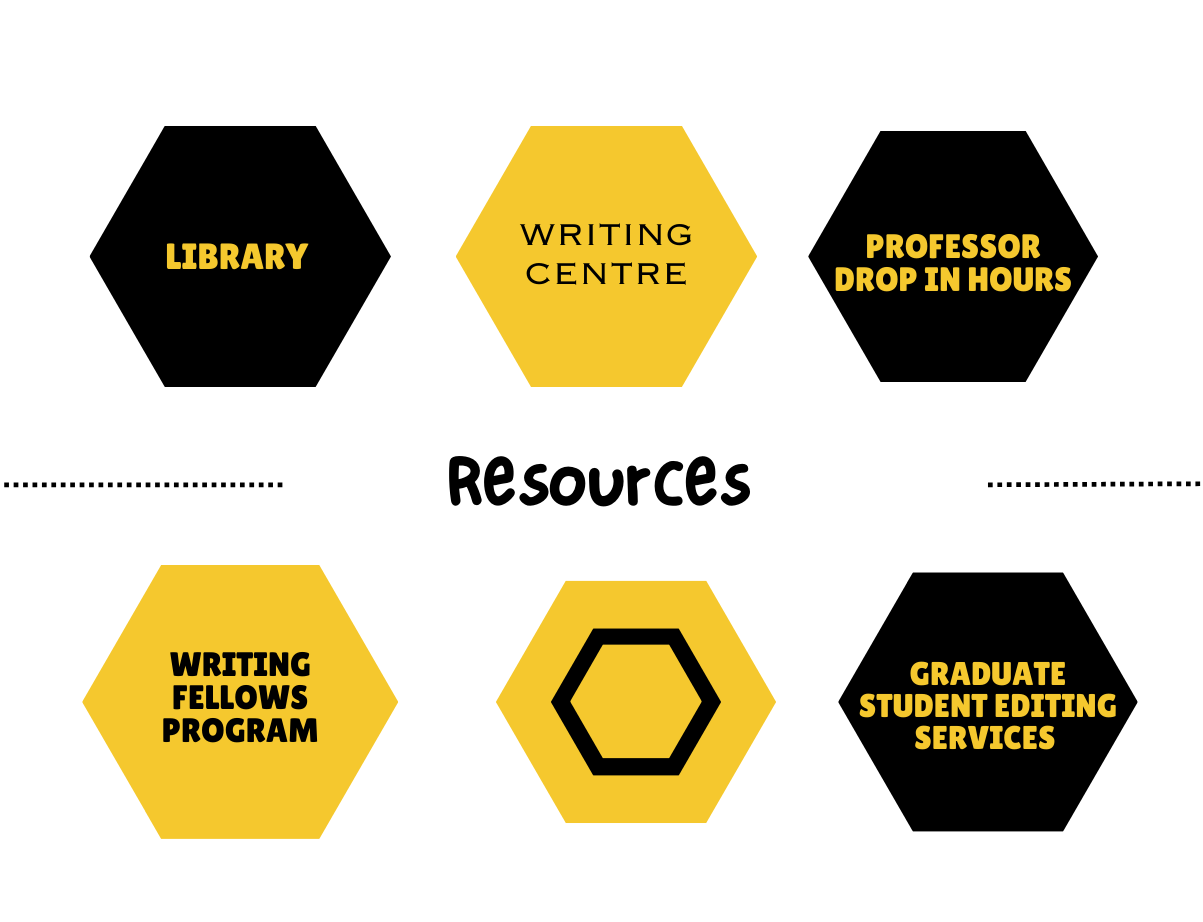 LIBRARY
WRITING
CENTRE
PROFESSOR
DROP IN HOURS
Resources
WRITING
FELLOWS
PROGRAM
GRADUATE
STUDENT EDITING
SERVICES